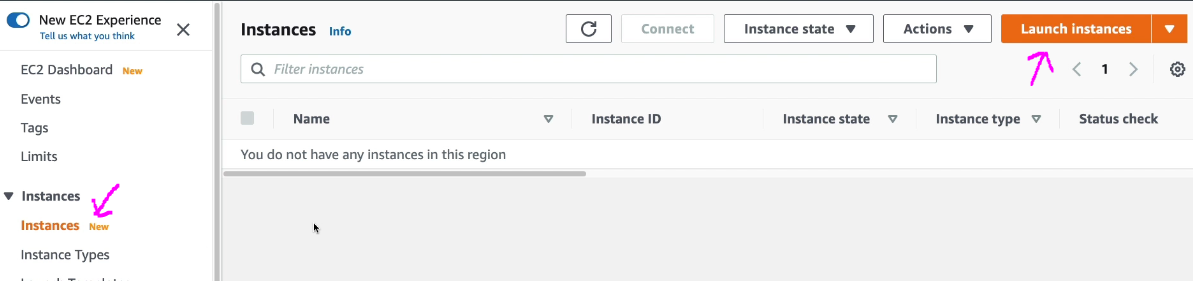 New EC2 Experience
Tell us what you think
EC2 Dashboard New
Events
Tags
Limits
Instances
Instances New
Instance Types
Instances Info
Connect
Instance state
Actions
Launch instances
Filter instances
1
Name
Instance ID
Instance state
Instance type
Status check
You do not have any instances in this region